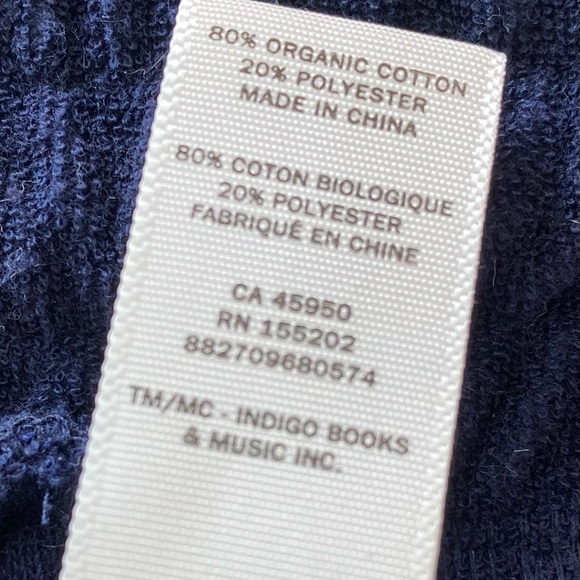 80% ORGANIC COTTON
20% POLYESTER
MADE IN CHINA
80% COTON BIOLOGIQUE
20% POLYESTER
FABRIQUÉ EN CHINE
CA 45950
RN 155202
882709680574
TM/MC - INDIGO BOOKS
& MUSIC INC.